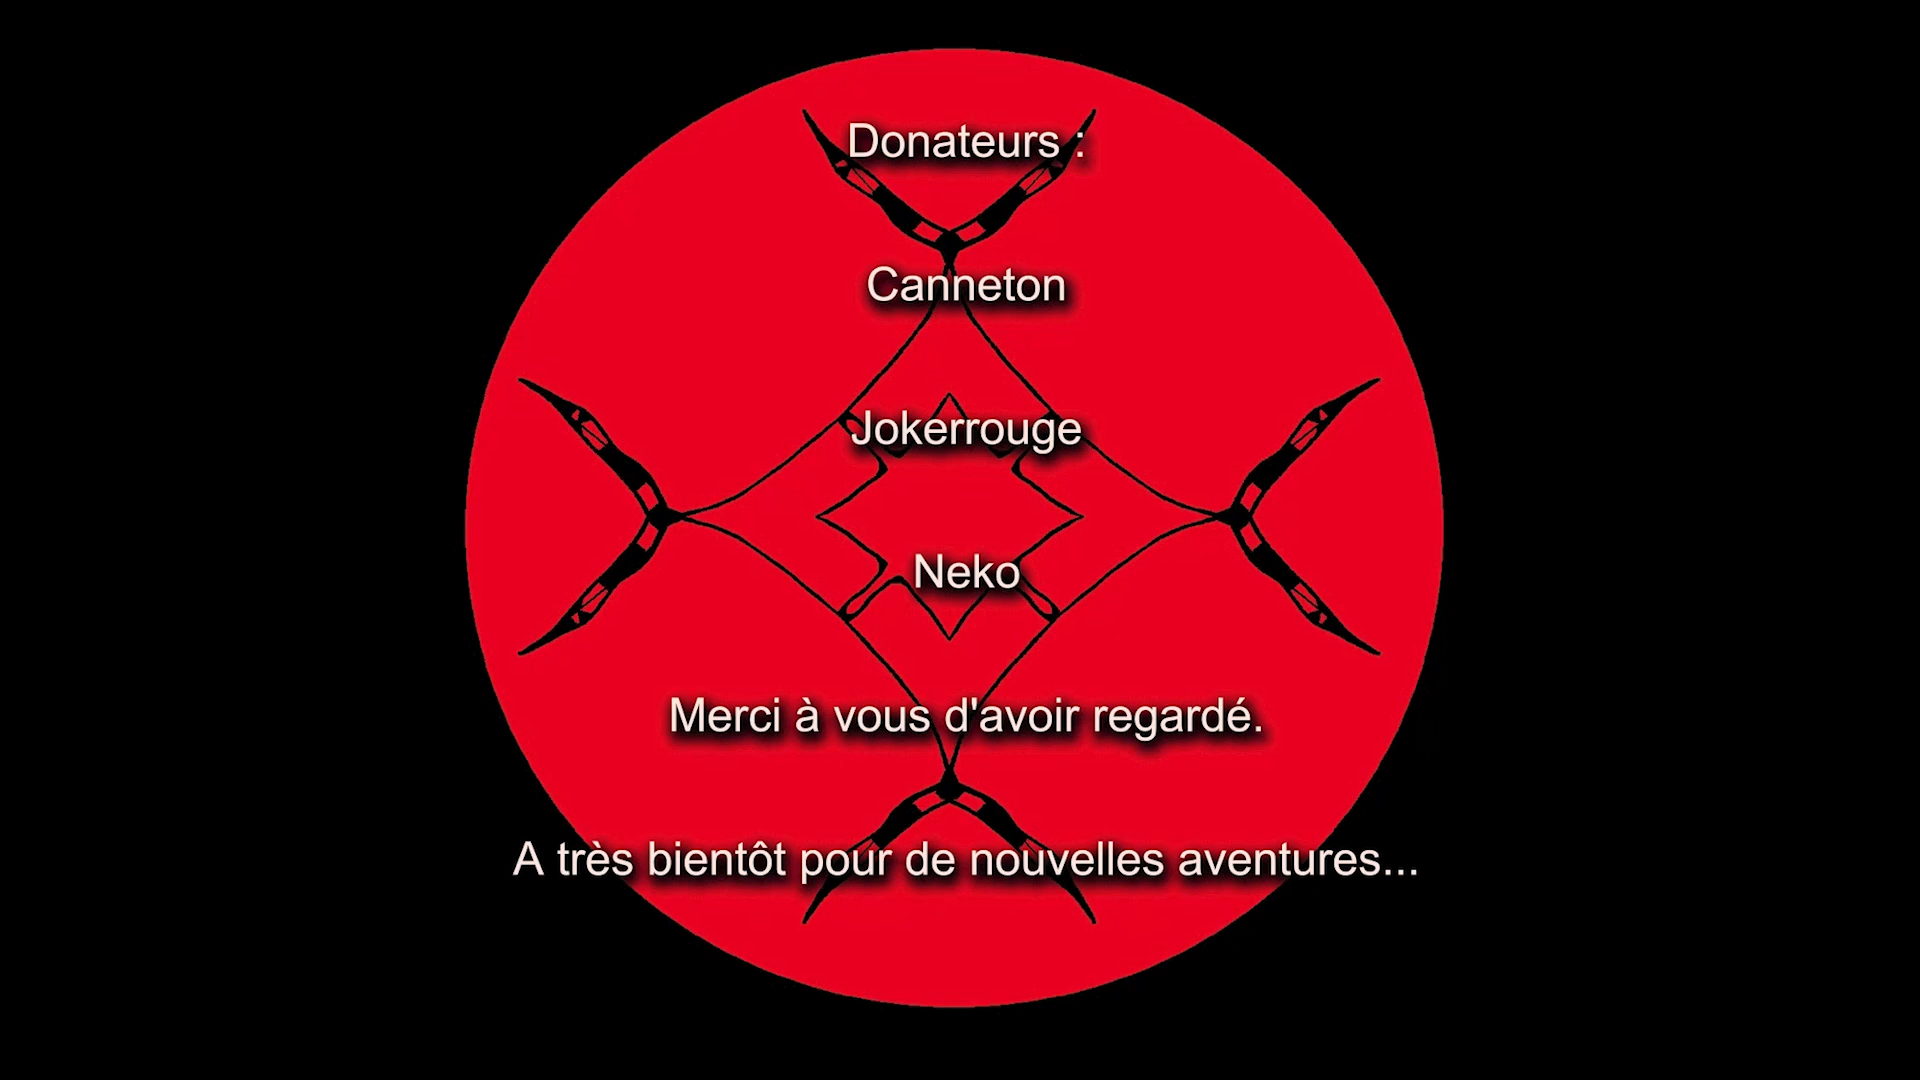 Donateurs :
Canneton
Jokerrouge
Neko
Merci à vous d'avoir regardé.
A très bientôt pour de nouvelles aventures...